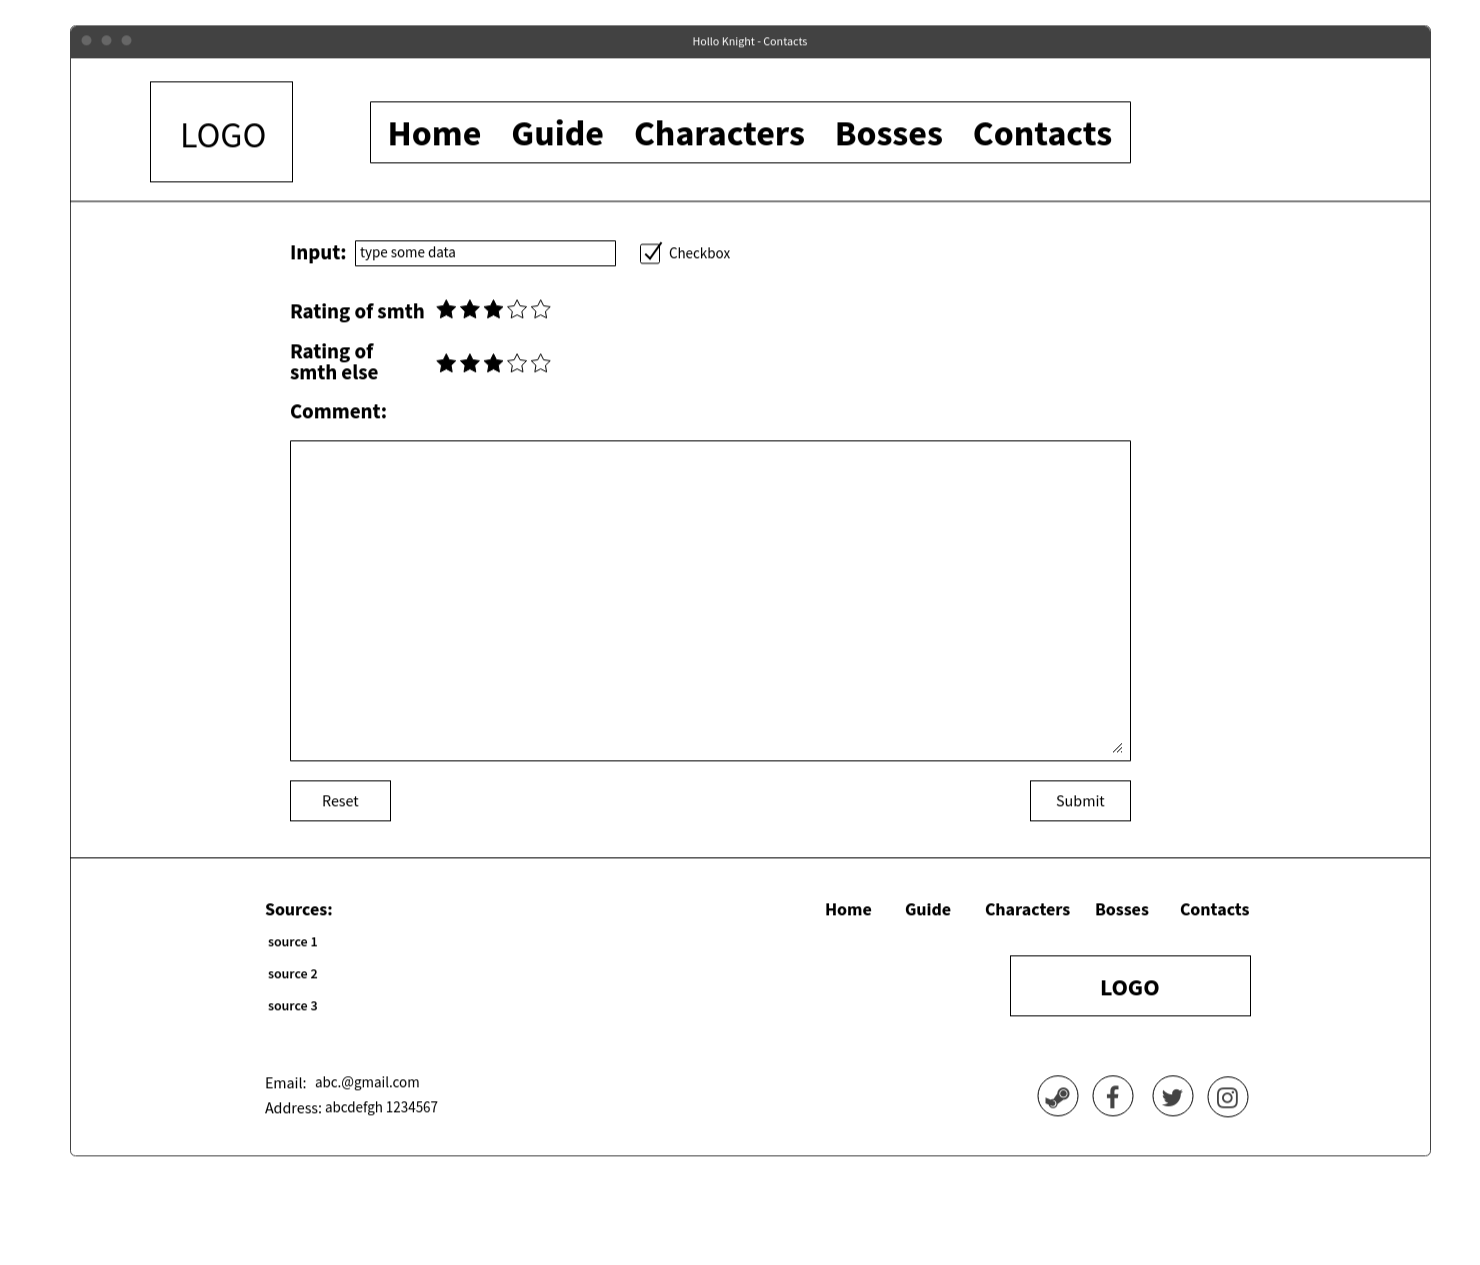 Hollo Knight - Contacts
LOGO
Home Guide Characters Bosses Contacts
Input: type some data Checkbox
Rating of smth
Rating of
smth else
Comment:
Reset Submit
Sources:
source 1
source 2
source 3
Email: abc.@gmail.com
Address: abcdefgh 1234567
Home Guide Characters Bosses Contacts
LOGO